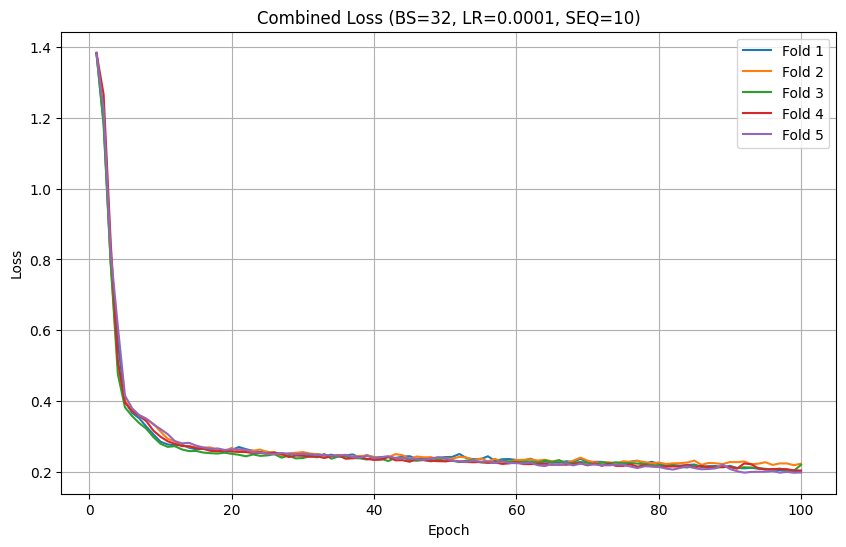 Combined Loss (BS=32, LR=0.0001, SEQ=10)
1.4
1.2
1.0
0.8
0.6
0.4
0.2
Loss
Fold 1
Fold 2
Fold 3
Fold 4
Fold 5
0 20 40 60 80 100
Epoch